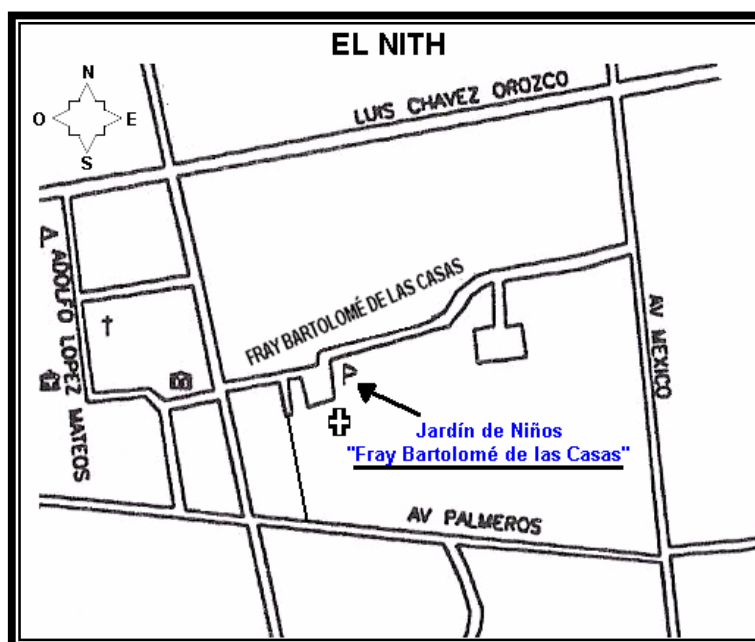 EL NITH
N
O E
S
LUIS CHAVEZ OROZCO
ADOLFO LOPEZ MATEOS
FRAY BARTOLOMÉ DE LAS CASAS
AV MEXICO
Jardín de Niños
"Fray Bartolomé de las Casas"
AV PALMEROS